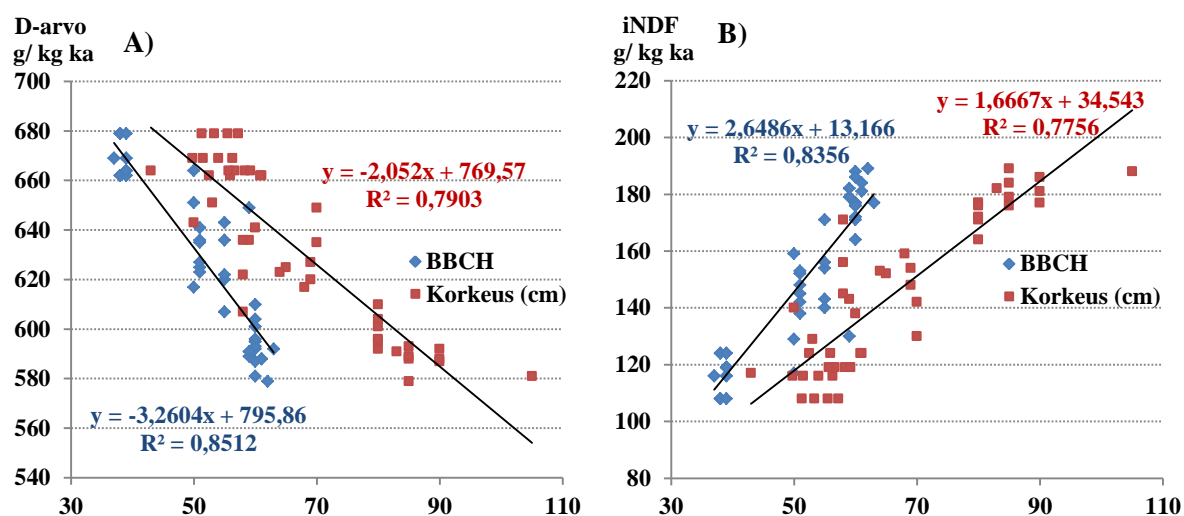 D-arvo
g/ kg ka
A)
700
680
660
640
620
600
580
560
540
30
50
70
90
110
y = -2,052x + 769,57
R² = 0,7903
BBCH
Korkeus (cm)
y = -3,2604x + 795,86
R² = 0,8512
iNDF
g/ kg ka
B)
220
200
180
160
140
120
100
80
30
50
70
90
110
y = 1,6667x + 34,543
R² = 0,7756
y = 2,6486x + 13,166
R² = 0,8356
BBCH
Korkeus (cm)